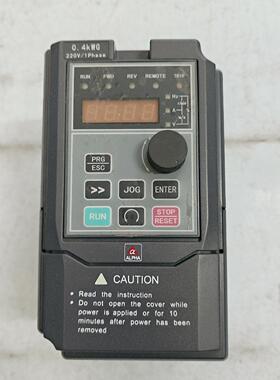 0.4kWG
220V/1Phase
RUN FWD REV REMOTE TRIP
Hz
A
V
PRG
ESC
>> JOG ENTER
RUN STOP
RESET
α
ALPHA
CAUTION
• Read the instruction
• Do not open the cover while
power is applied or for 10
minutes after power has been
removed